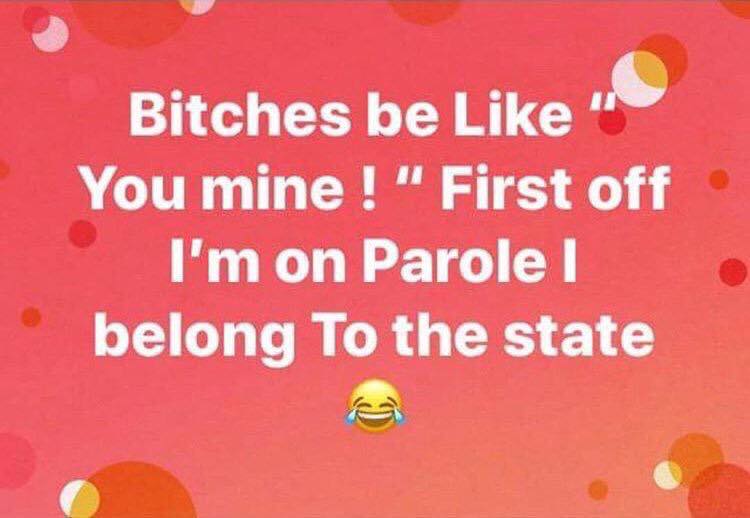 Bitches be Like “
You mine ! “ First off
I’m on Parole I
belong To the state
😂